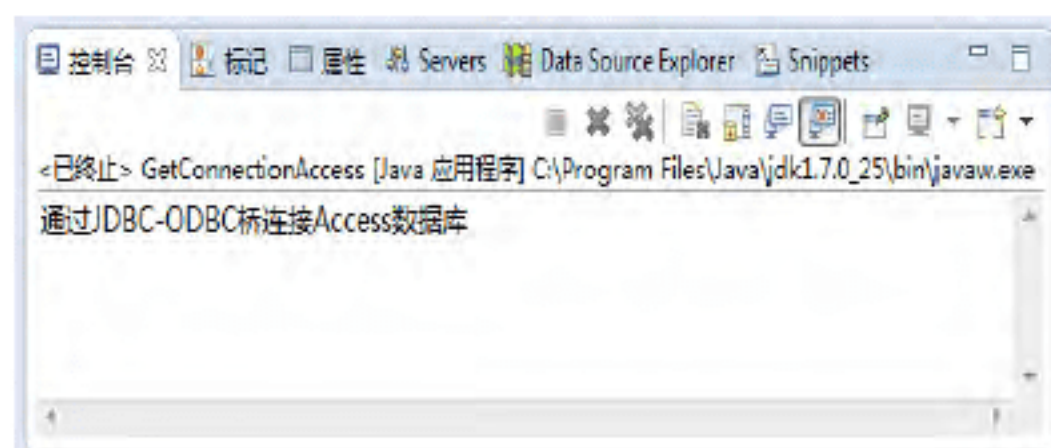 控制台 标记 属性 Servers Data Source Explorer Snippets
<已终止> GetConnectionAccess [Java 应用程序] C:\Program Files\Java\jdk1.7.0_25\bin\javaw.exe
通过JDBC-ODBC桥连接Access数据库